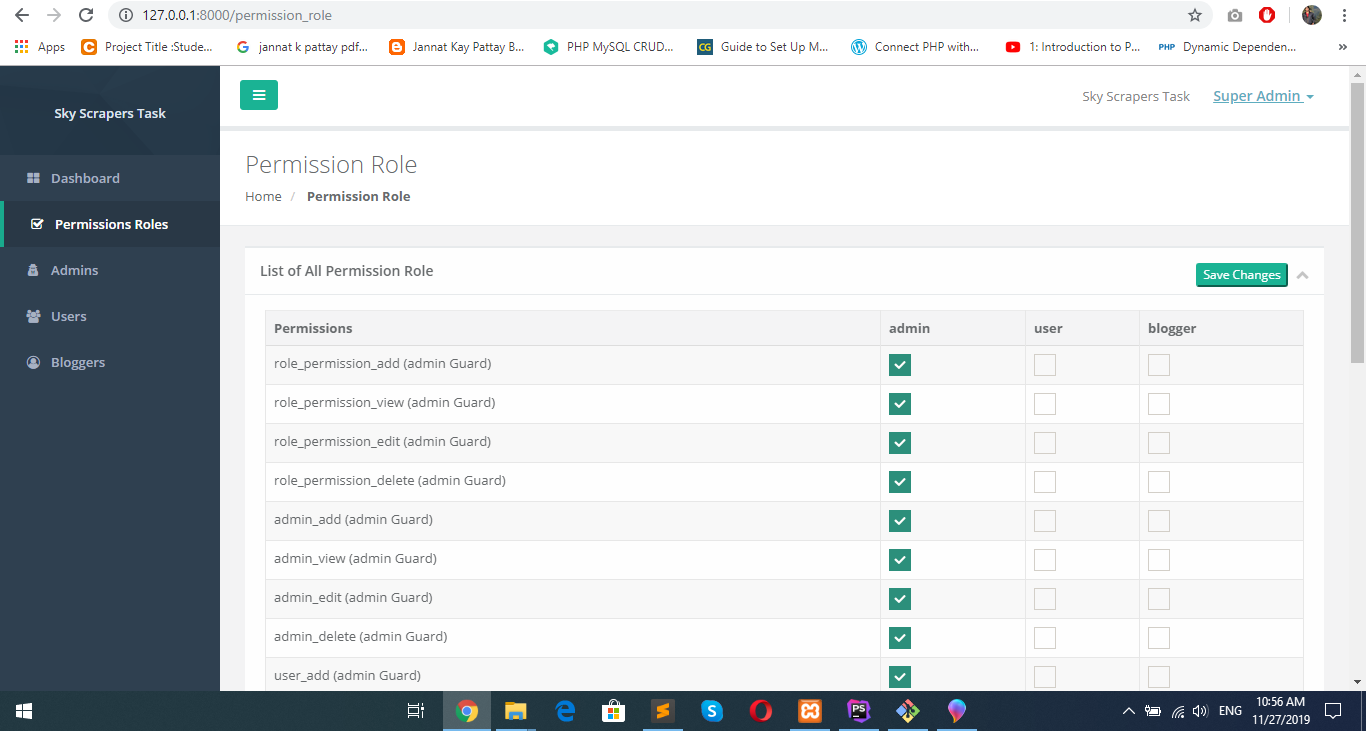 127.0.0.1:8000/permission_role
Apps
Project Title :Stude...
jannat k pattay pdf...
Jannat Kay Pattay B...
PHP MySQL CRUD...
CG
Guide to Set Up M...
Connect PHP with...
1: Introduction to P...
PHP
Dynamic Dependen...
»
Sky Scrapers Task
Sky Scrapers Task
Super Admin
Dashboard
Permissions Roles
Admins
Users
Bloggers
Permission Role
Home / Permission Role
List of All Permission Role
Save Changes
Permissions admin user blogger
role_permission_add (admin Guard)
role_permission_view (admin Guard)
role_permission_edit (admin Guard)
role_permission_delete (admin Guard)
admin_add (admin Guard)
admin_view (admin Guard)
admin_edit (admin Guard)
admin_delete (admin Guard)
user_add (admin Guard)
PS
ENG
10:56 AM
11/27/2019